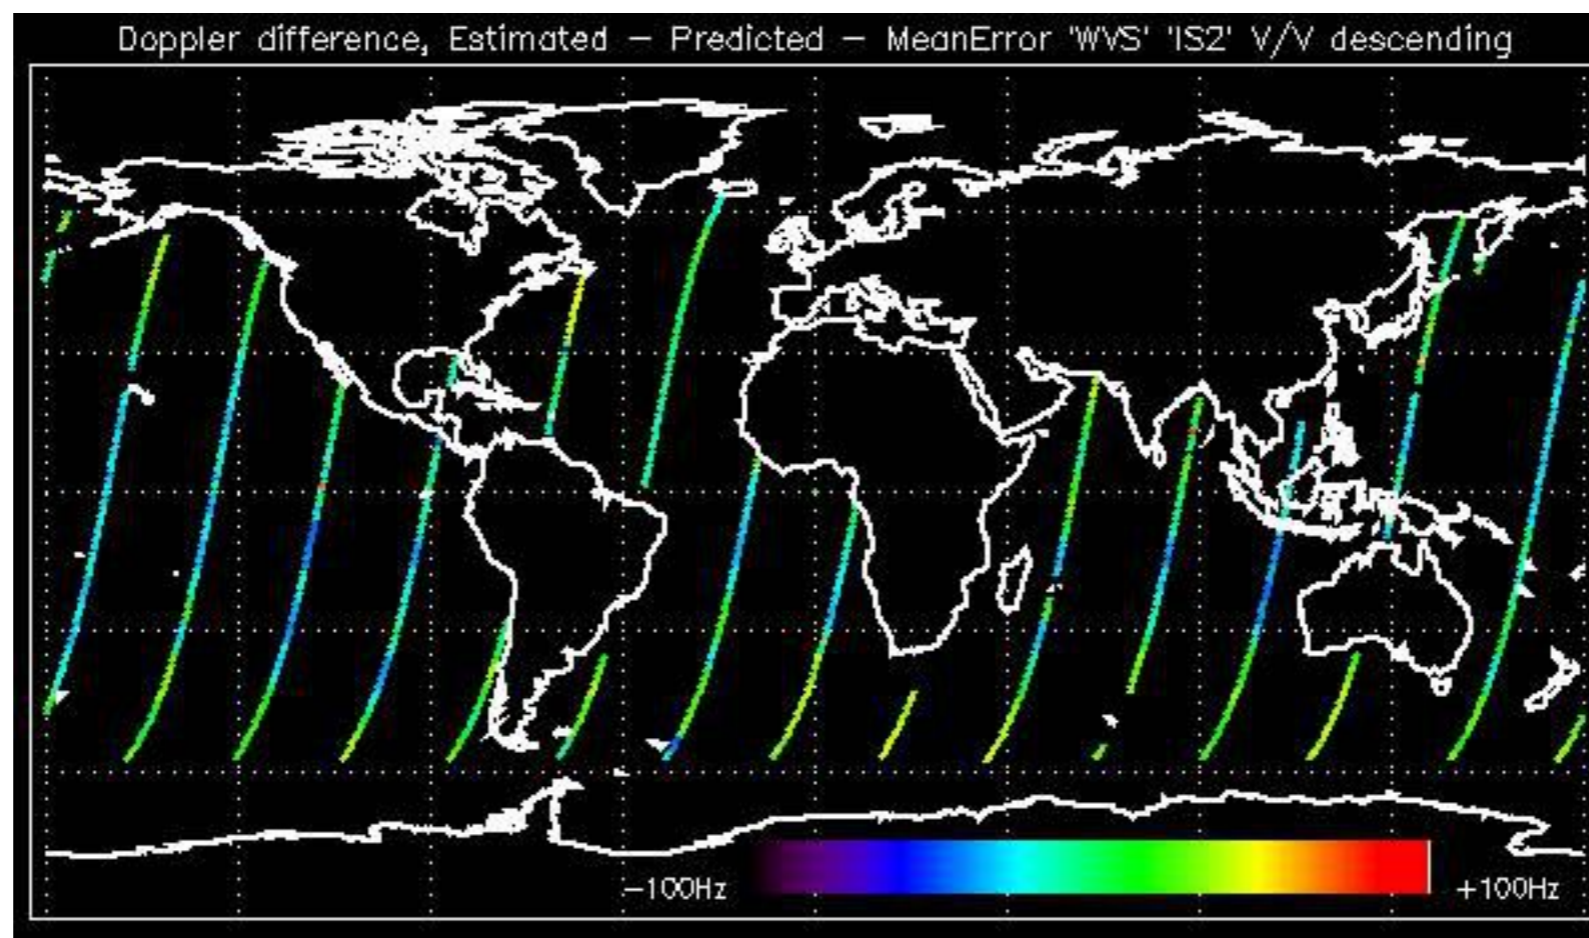 Doppler difference, Estimated – Predicted – MeanError 'WVS' 'IS2' V/V descending
−100Hz
+100Hz